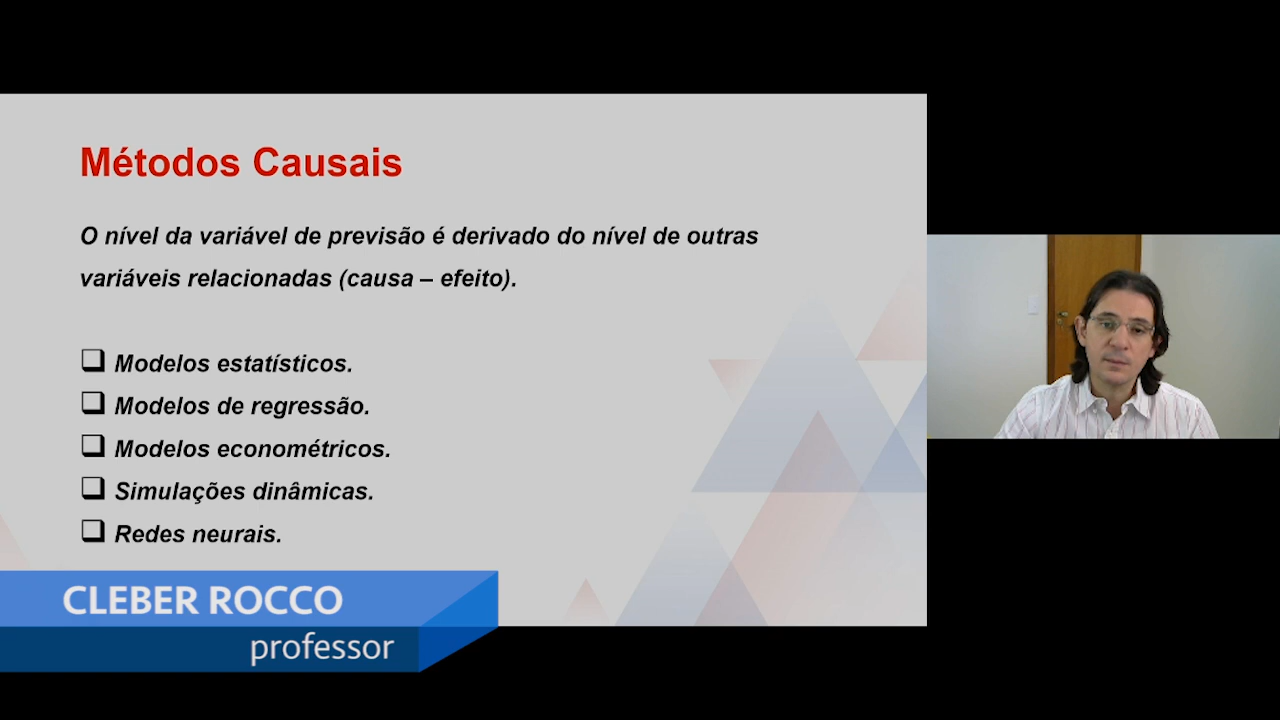 Métodos Causais
O nível da variável de previsão é derivado do nível de outras
variáveis relacionadas (causa – efeito).
Modelos estatísticos.
Modelos de regressão.
Modelos econométricos.
Simulações dinâmicas.
Redes neurais.
CLEBER ROCCO
professor